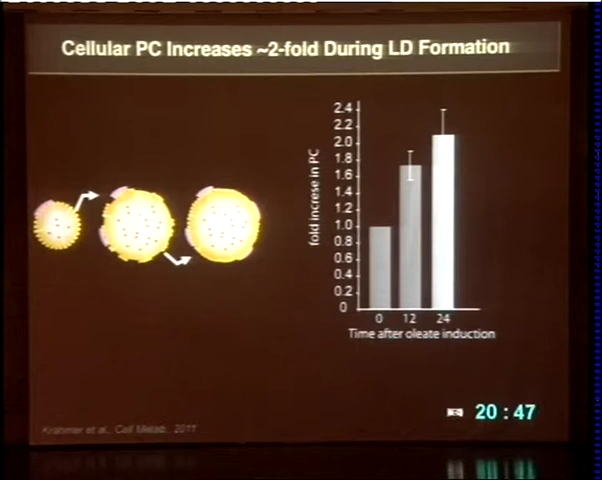 Cellular PC Increases ~2-fold During LD Formation
fold increase in PC
2.4
2.2
2.0
1.8
1.6
1.4
1.2
1.0
0.8
0.6
0.4
0.2
0
0 12 24
Time after oleate induction
20:47
Krahmer et al., Cell Metab., 2011